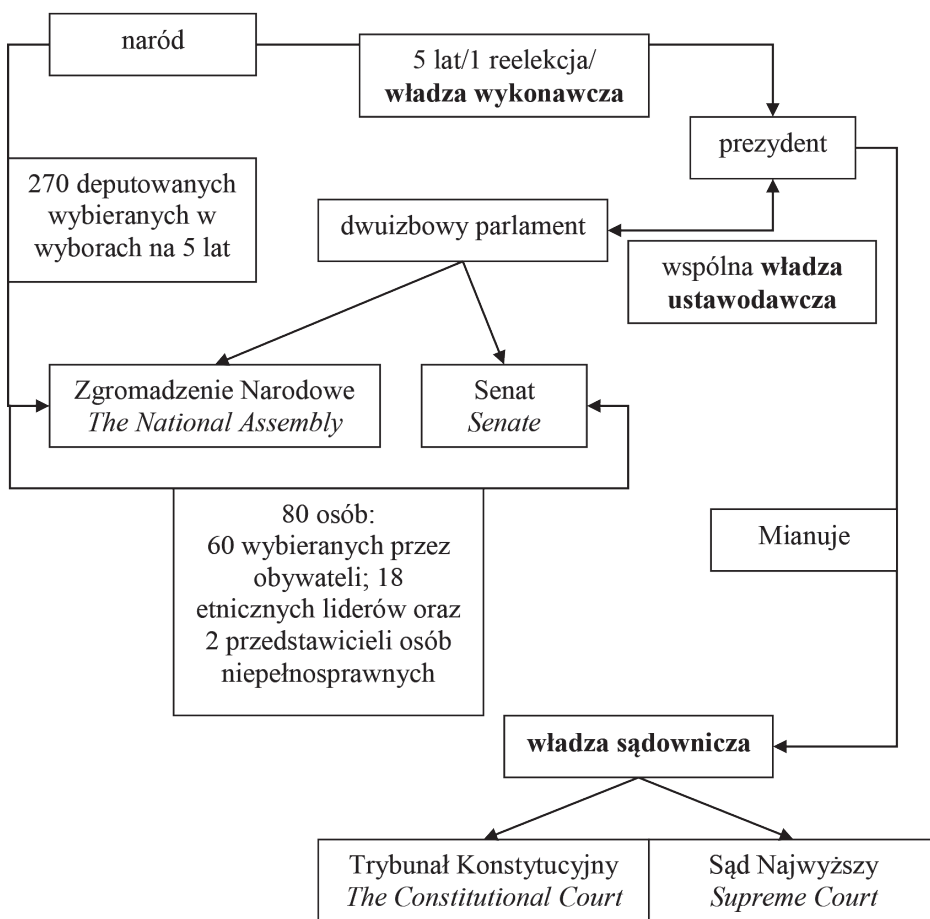 naród
5 lat/1 reelekcja/
władza wykonawcza
prezydent
270 deputowanych
wybieranych w
wyborach na 5 lat
dwuizbowy parlament
wspólna władza
ustawodawcza
Zgromadzenie Narodowe
The National Assembly
Senat
Senate
80 osób:
60 wybieranych przez
obywateli; 18
etnicznych liderów oraz
2 przedstawicieli osób
niepełnosprawnych
Mianuje
władza sądownicza
Trybunał Konstytucyjny
The Constitutional Court
Sąd Najwyższy
Supreme Court